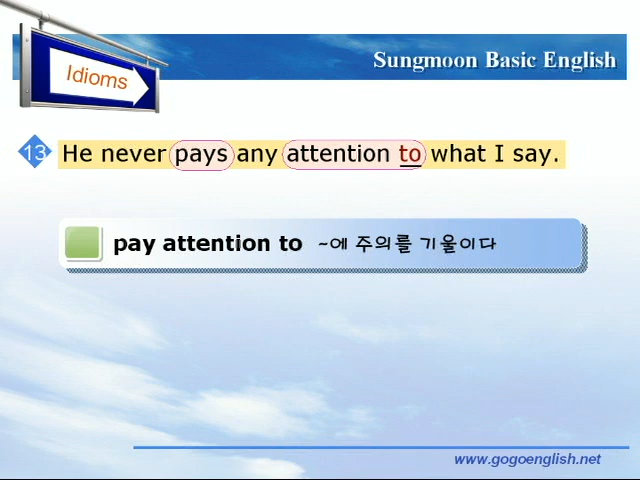 Idioms
Sungmoon Basic English
13 He never pays any attention to what I say.
pay attention to ~에 주의를 기울이다
www.gogoenglish.net